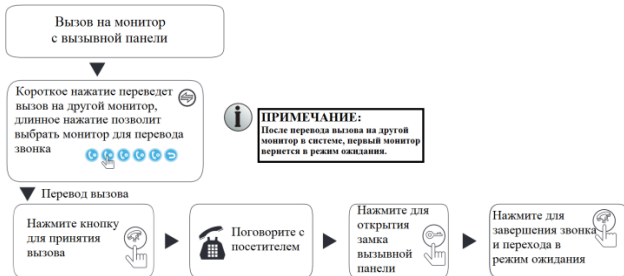 Вызов на монитор
с вызывной панели
Короткое нажатие переведет
вызов на другой монитор,
длинное нажатие позволит
выбрать монитор для перевода
звонка
ПРИМЕЧАНИЕ:
После перевода вызова на другой
монитор в системе, первый монитор
вернется в режим ожидания.
Перевод вызова
Нажмите кнопку
для принятия
вызова
Поговорите с
посетителем
Нажмите для
открытия
замка
вызывной
панели
Нажмите для
завершения звонка
и перехода в
режим ожидания